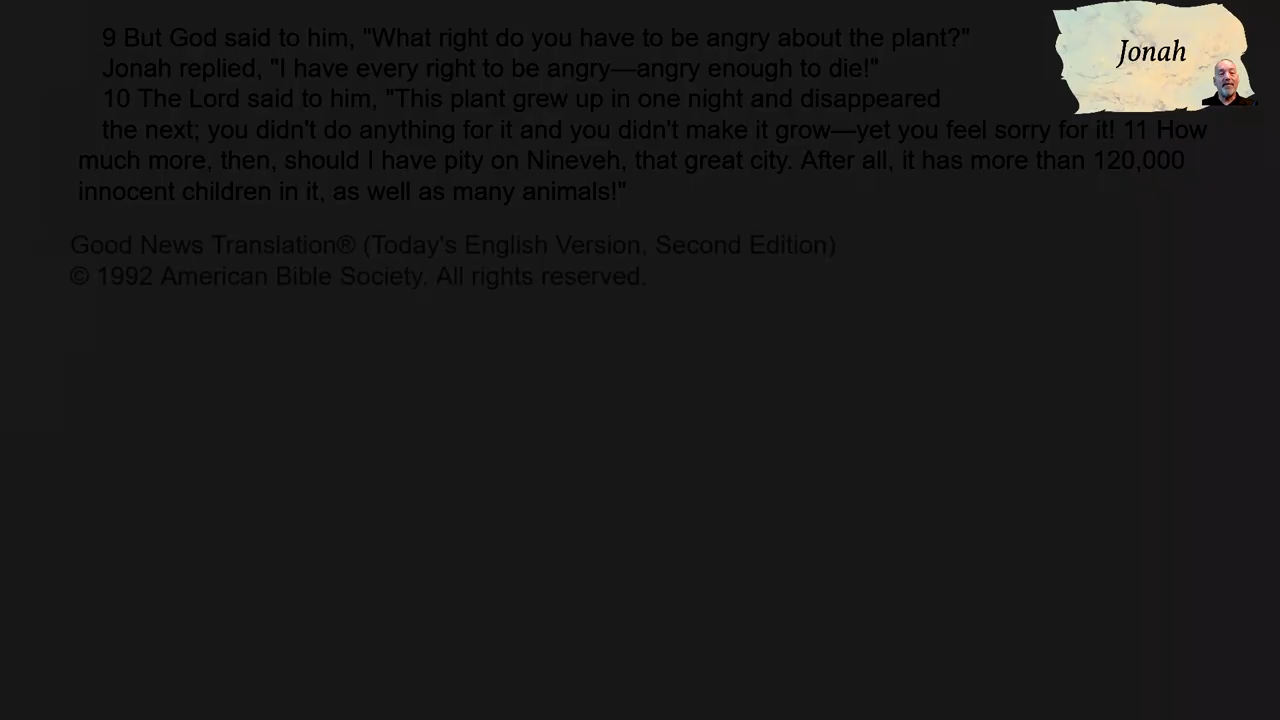 9 But God said to him, "What right do you have to be angry about the plant?"
Jonah replied, "I have every right to be angry—angry enough to die!"
10 The Lord said to him, "This plant grew up in one night and disappeared
the next; you didn't do anything for it and you didn't make it grow—yet you feel sorry for it! 11 How
much more, then, should I have pity on Nineveh, that great city. After all, it has more than 120,000
innocent children in it, as well as many animals!"
Good News Translation® (Today's English Version, Second Edition)
© 1992 American Bible Society. All rights reserved.
Jonah